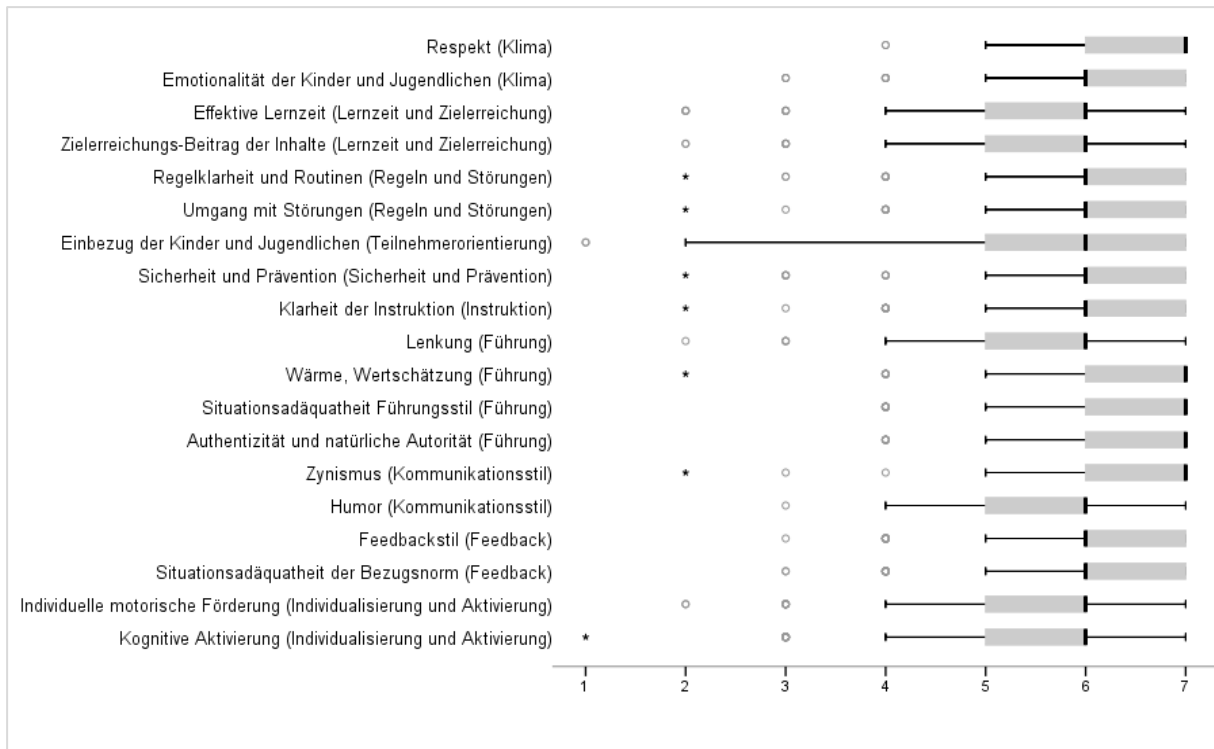 Respekt (Klima)
Emotionalität der Kinder und Jugendlichen (Klima)
Effektive Lernzeit (Lernzeit und Zielerreichung)
Zielerreichungs-Beitrag der Inhalte (Lernzeit und Zielerreichung)
Regelklarheit und Routinen (Regeln und Störungen)
Umgang mit Störungen (Regeln und Störungen)
Einbezug der Kinder und Jugendlichen (Teilnehmerorientierung)
Sicherheit und Prävention (Sicherheit und Prävention)
Klarheit der Instruktion (Instruktion)
Lenkung (Führung)
Wärme, Wertschätzung (Führung)
Situationsadäquatheit Führungsstil (Führung)
Authentizität und natürliche Autorität (Führung)
Zynismus (Kommunikationsstil)
Humor (Kommunikationsstil)
Feedbackstil (Feedback)
Situationsadäquatheit der Bezugsnorm (Feedback)
Individuelle motorische Förderung (Individualisierung und Aktivierung)
Kognitive Aktivierung (Individualisierung und Aktivierung)
1 2 3 4 5 6 7